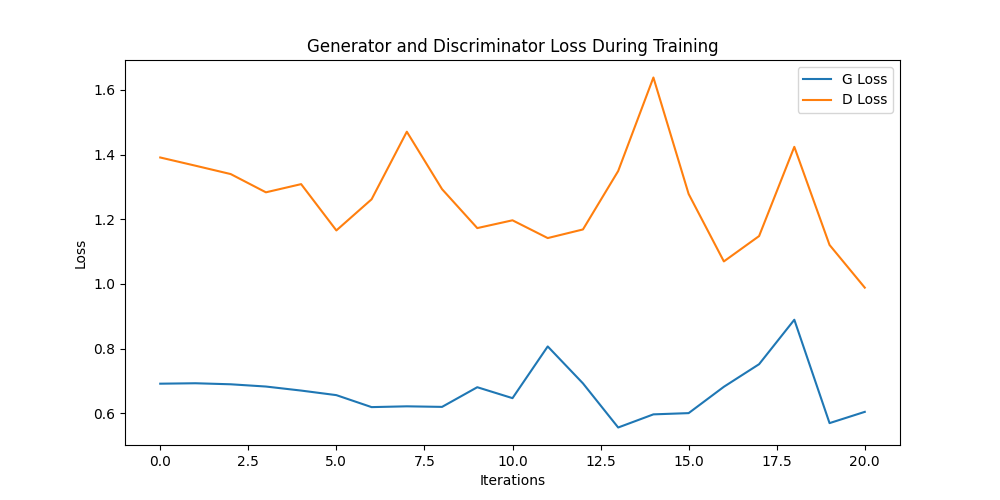 Generator and Discriminator Loss During Training
G Loss
D Loss
1.6
1.4
1.2
1.0
0.8
0.6
Loss
0.0 2.5 5.0 7.5 10.0 12.5 15.0 17.5 20.0
Iterations